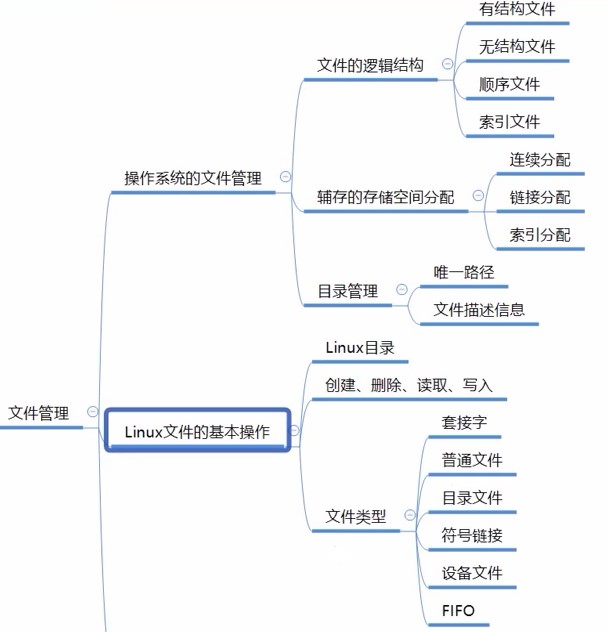 文件管理
操作系统的文件管理
文件的逻辑结构
有结构文件
无结构文件
顺序文件
索引文件
辅存的存储空间分配
连续分配
链接分配
索引分配
目录管理
唯一路径
文件描述信息
Linux文件的基本操作
Linux目录
创建、删除、读取、写入
文件类型
套接字
普通文件
目录文件
符号链接
设备文件
FIFO